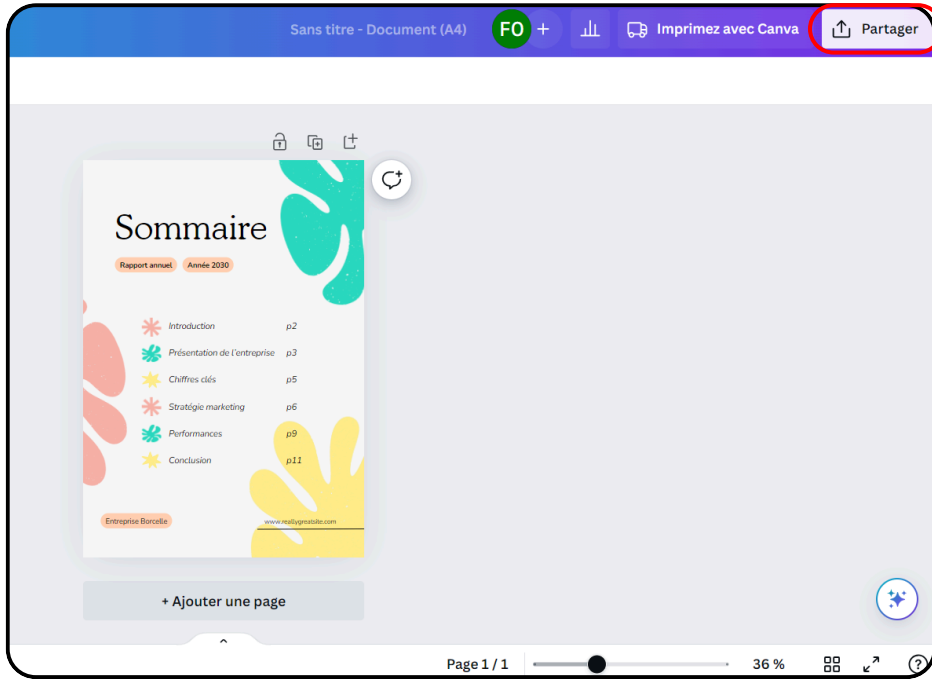 Sans titre - Document (A4) FO + Imprimez avec Canva Partager
Sommaire
Rapport annuel Année 2030
Introduction p2
Présentation de l'entreprise p3
Chiffres clés p5
Stratégie marketing p6
Performances p9
Conclusion p11
Entreprise Borcelle www.reallygreatsite.com
+ Ajouter une page
Page 1 / 1 36 % ?